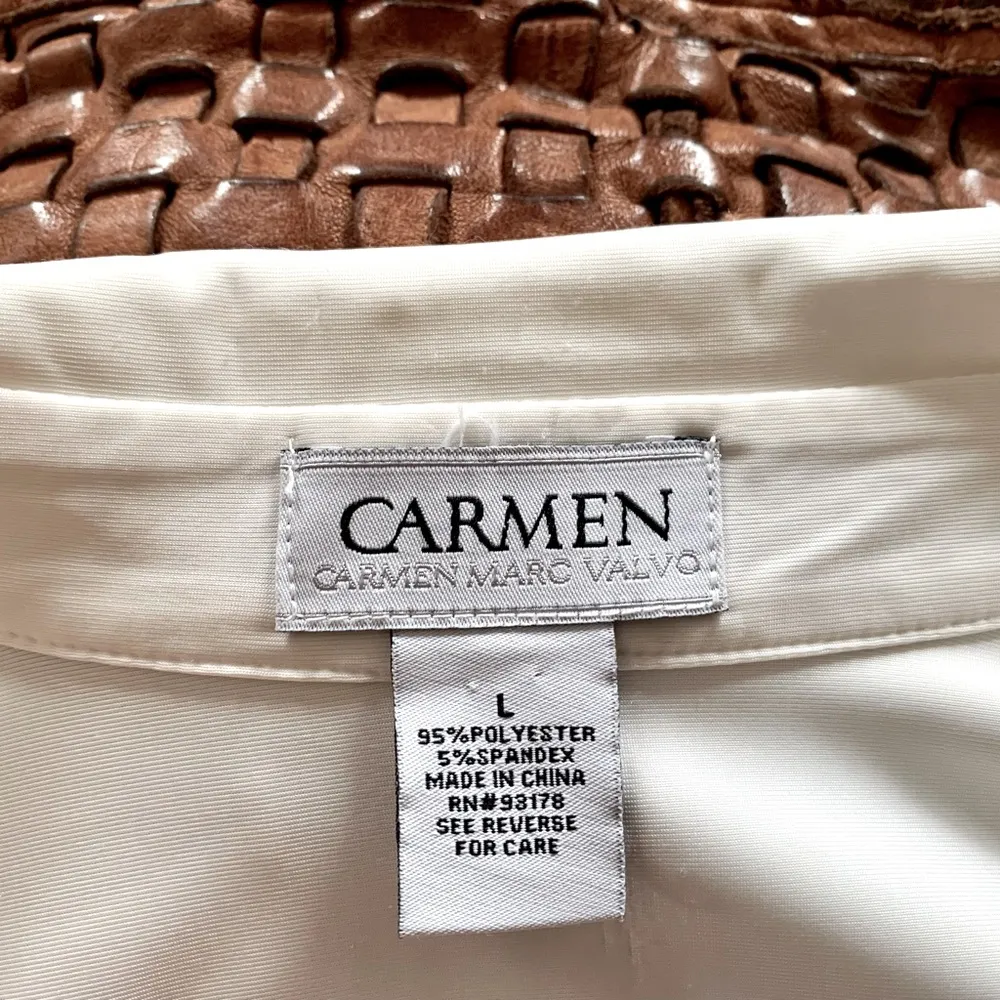 CARMEN
CARMEN MARC VALVO
L
95%POLYESTER
5%SPANDEX
MADE IN CHINA
RN#93178
SEE REVERSE
FOR CARE